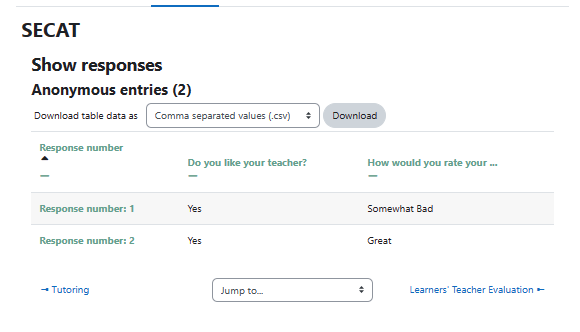 SECAT
Show responses
Anonymous entries (2)
Download table data as Comma separated values (.csv) Download
Response number
Do you like your teacher? How would you rate your ...
Response number: 1 Yes Somewhat Bad
Response number: 2 Yes Great
→ Tutoring Jump to... Learners' Teacher Evaluation ←